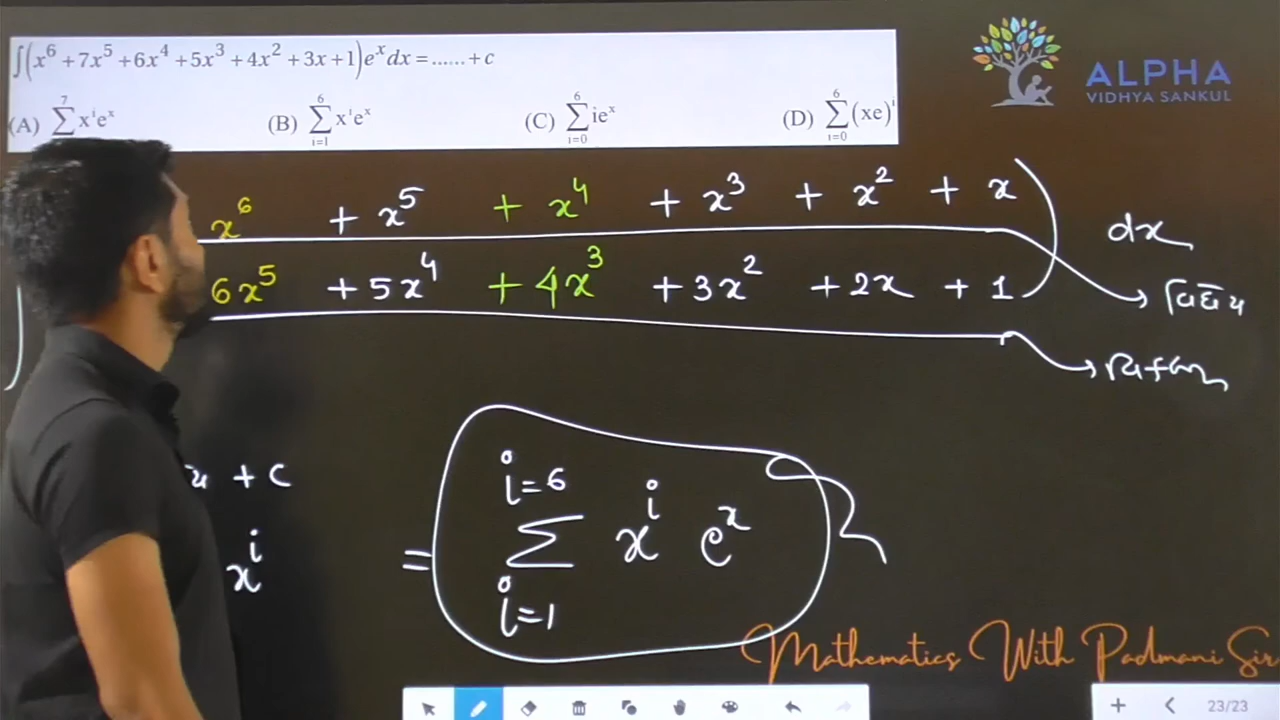 ∫(x⁶ + 7x⁵ + 6x⁴ + 5x³ + 4x² + 3x + 1)eˣ dx = ...... + c
(A) ∑ 7 xⁱeˣ (B) ∑ 6 i=1 xⁱeˣ (C) ∑ 6 i=0 ieˣ (D) ∑ 6 i=0 (xe)ⁱ
ALPHA
VIDHYA SANKUL
x⁶ + x⁵ + x⁴ + x³ + x² + x ) dx
6x⁵ + 5x⁴ + 4x³ + 3x² + 2x + 1
∫
+ c
xⁱ = ∑ i=6 i=1 xⁱ eˣ
Mathematics With Padmani Sir
23/23